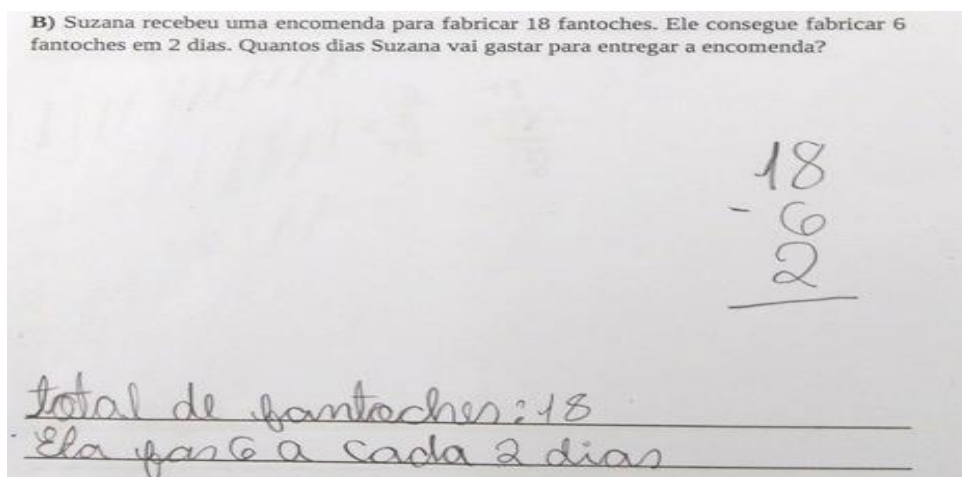 B) Suzana recebeu uma encomenda para fabricar 18 fantoches. Ele consegue fabricar 6
fantoches em 2 dias. Quantos dias Suzana vai gastar para entregar a encomenda?
18
- 6
2
total de fantoches: 18
Ela fas 6 a cada 2 dias